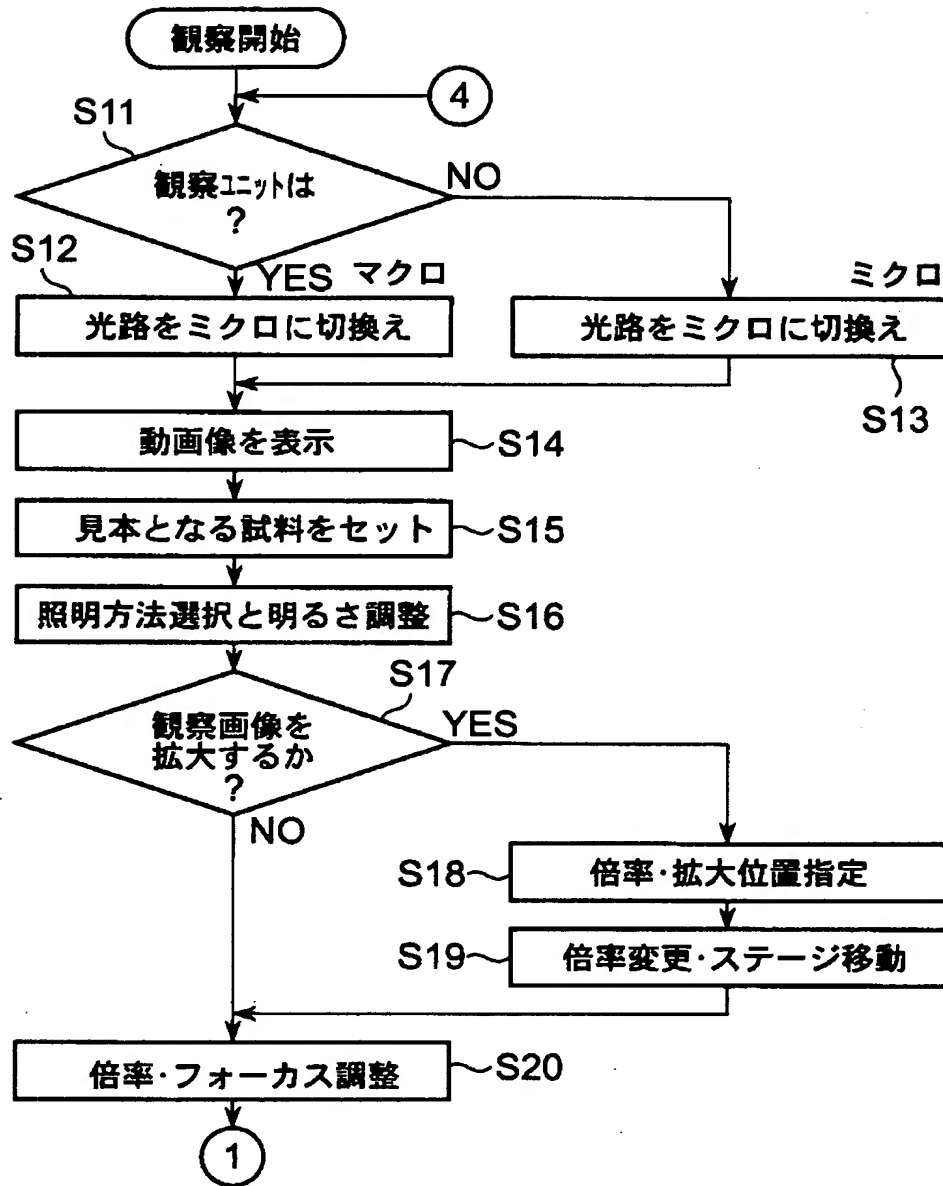 観察開始
4
S11
観察ユニットは
?
NO
S12
YES マクロ
ミクロ
光路をミクロに切換え
光路をミクロに切換え
S13
動画像を表示
S14
見本となる試料をセット
S15
照明方法選択と明るさ調整
S16
S17
観察画像を
拡大するか
?
YES
NO
S18
倍率・拡大位置指定
S19
倍率変更・ステージ移動
倍率・フォーカス調整
S20
1